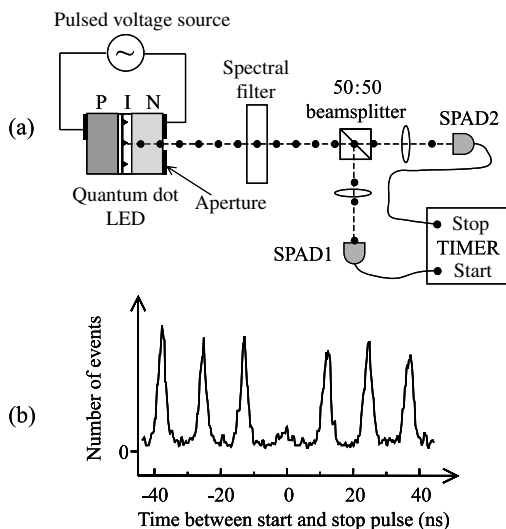 Pulsed voltage source
~
P I N
Spectral
filter
50:50
beamsplitter
SPAD2
(a)
Quantum dot
LED
Aperture
SPAD1
Stop
TIMER
Start
(b)
Number of events
0
-40 -20 0 20 40
Time between start and stop pulse (ns)